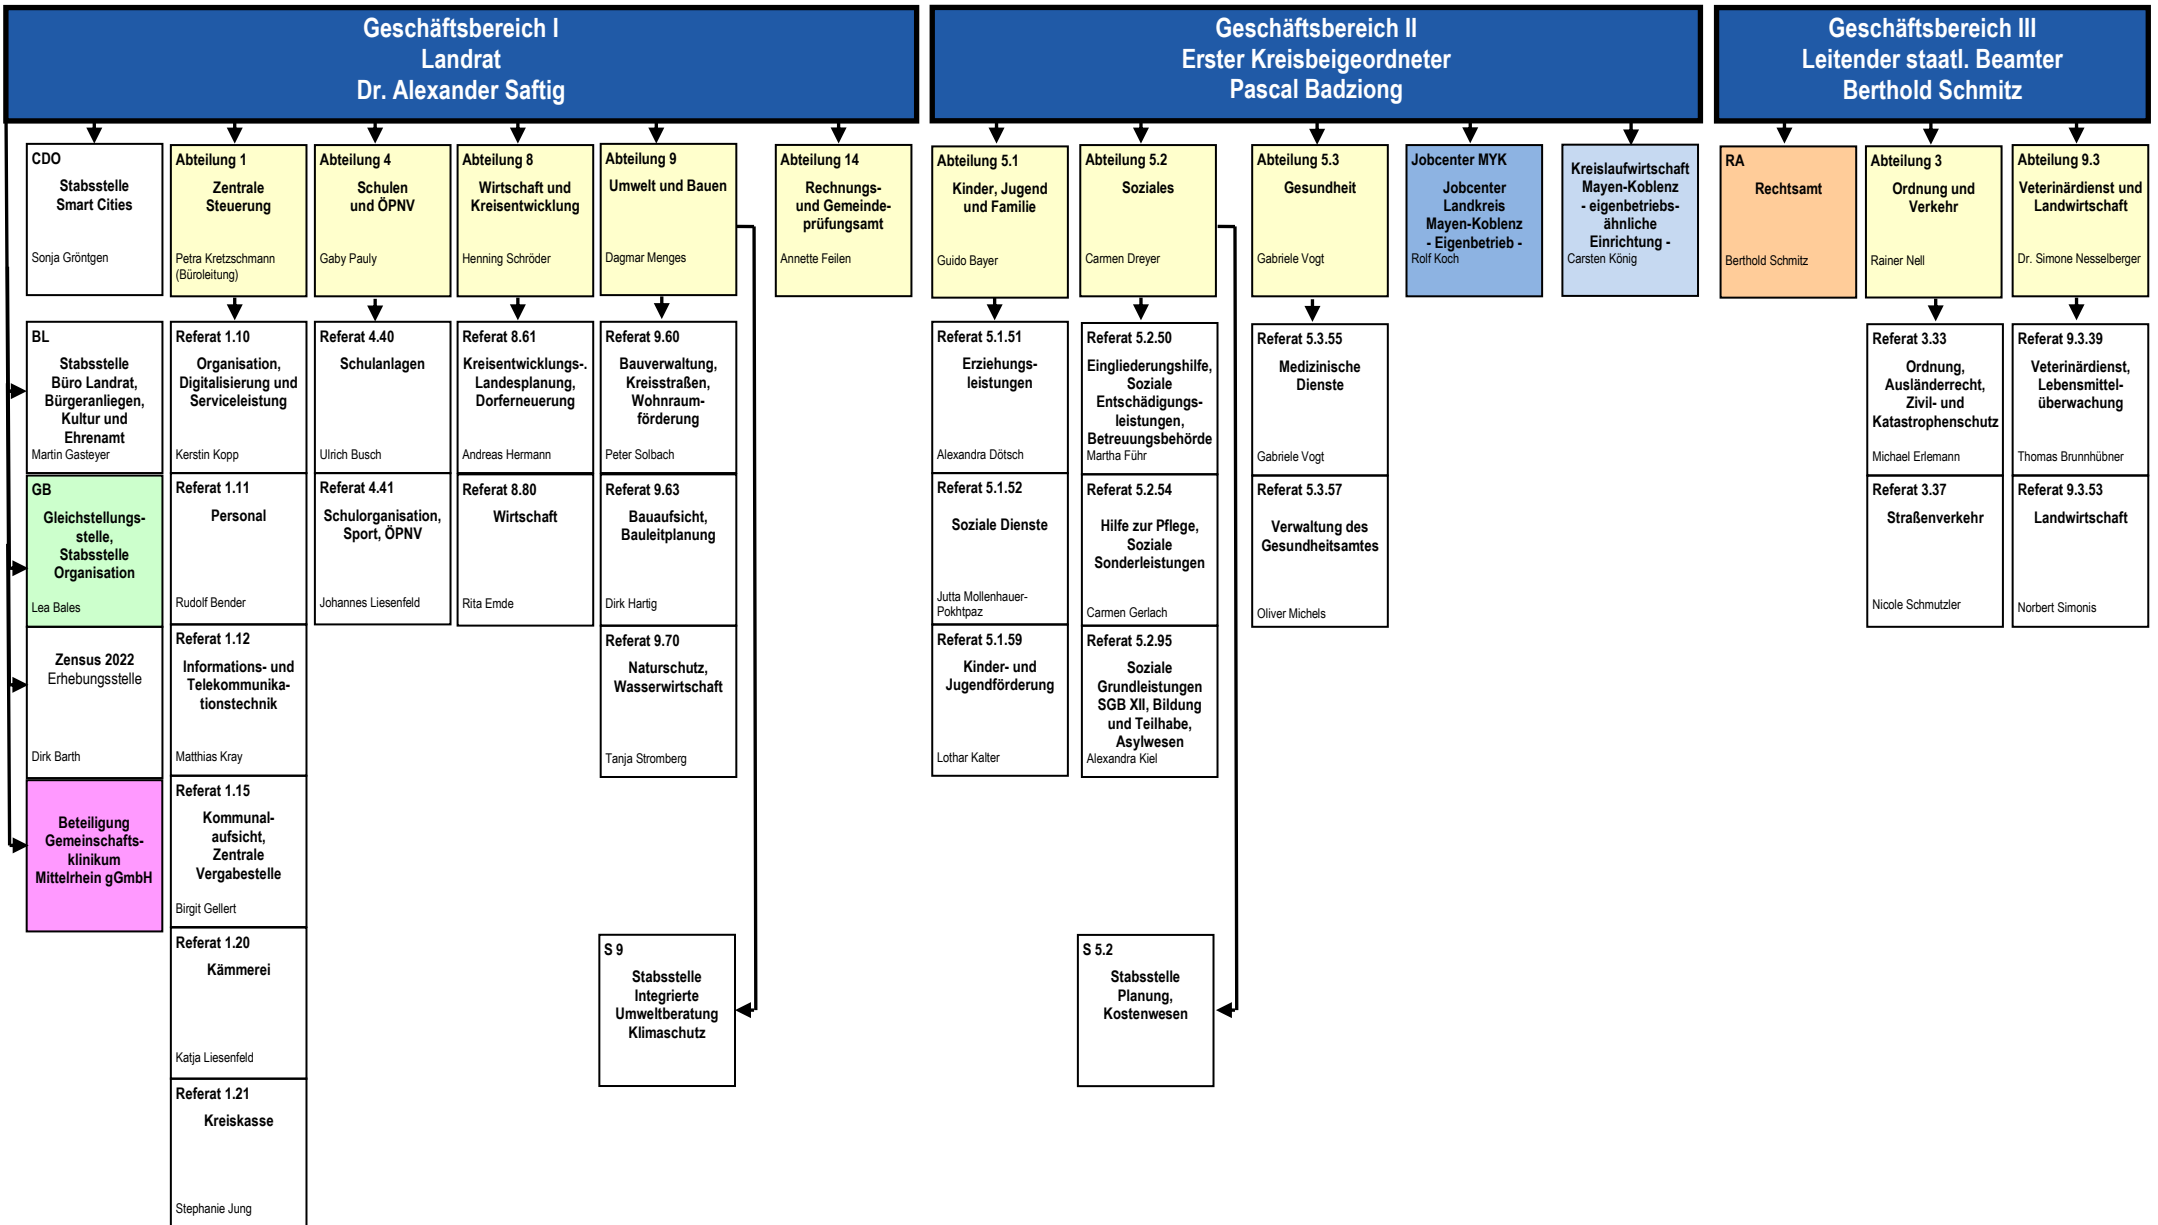 Geschäftsbereich I
Landrat
Dr. Alexander Saftig
Geschäftsbereich II
Erster Kreisbeigeordneter
Pascal Badziong
Geschäftsbereich III
Leitender staatl. Beamter
Berthold Schmitz
CDO
Stabsstelle
Smart Cities
Sonja Gröntgen
Abteilung 1
Zentrale
Steuerung
Petra Kretzschmann
(Büroleitung)
Abteilung 4
Schulen
und ÖPNV
Gaby Pauly
Abteilung 8
Wirtschaft und
Kreisentwicklung
Henning Schröder
Abteilung 9
Umwelt und Bauen
Dagmar Menges
Abteilung 14
Rechnungs-
und Gemeinde-
prüfungsamt
Annette Feilen
Abteilung 5.1
Kinder, Jugend
und Familie
Guido Bayer
Abteilung 5.2
Soziales
Carmen Dreyer
Abteilung 5.3
Gesundheit
Gabriele Vogt
Jobcenter MYK
Jobcenter
Landkreis
Mayen-Koblenz
- Eigenbetrieb -
Rolf Koch
Kreislaufwirtschaft
Mayen-Koblenz
- eigenbetriebs-
ähnliche
Einrichtung -
Carsten König
RA
Rechtsamt
Berthold Schmitz
Abteilung 3
Ordnung und
Verkehr
Rainer Nell
Abteilung 9.3
Veterinärdienst und
Landwirtschaft
Dr. Simone Nesselberger
BL
Stabsstelle
Büro Landrat,
Bürgeranliegen,
Kultur und
Ehrenamt
Martin Gasteyer
Referat 1.10
Organisation,
Digitalisierung und
Serviceleistung
Kerstin Kopp
Referat 4.40
Schulanlagen
Ulrich Busch
Referat 8.61
Kreisentwicklungs-.
Landesplanung,
Dorferneuerung
Andreas Hermann
Referat 9.60
Bauverwaltung,
Kreisstraßen,
Wohnraum-
förderung
Peter Solbach
Referat 5.1.51
Erziehungs-
leistungen
Alexandra Dötsch
Referat 5.2.50
Eingliederungshilfe,
Soziale
Entschädigungs-
leistungen,
Betreuungsbehörde
Martha Führ
Referat 5.3.55
Medizinische
Dienste
Gabriele Vogt
Referat 3.33
Ordnung,
Ausländerrecht,
Zivil- und
Katastrophenschutz
Michael Erlemann
Referat 9.3.39
Veterinärdienst,
Lebensmittel-
überwachung
Thomas Brunnhübner
GB
Gleichstellungs-
stelle,
Stabsstelle
Organisation
Lea Bales
Referat 1.11
Personal
Rudolf Bender
Referat 4.41
Schulorganisation,
Sport, ÖPNV
Johannes Liesenfeld
Referat 8.80
Wirtschaft
Rita Emde
Referat 9.63
Bauaufsicht,
Bauleitplanung
Dirk Hartig
Referat 5.1.52
Soziale Dienste
Jutta Mollenhauer-
Pokhtpaz
Referat 5.2.54
Hilfe zur Pflege,
Soziale
Sonderleistungen
Carmen Gerlach
Referat 5.3.57
Verwaltung des
Gesundheitsamtes
Oliver Michels
Referat 3.37
Straßenverkehr
Nicole Schmutzler
Referat 9.3.53
Landwirtschaft
Norbert Simonis
Zensus 2022
Erhebungsstelle
Dirk Barth
Referat 1.12
Informations- und
Telekommunika-
tionstechnik
Matthias Kray
Referat 9.70
Naturschutz,
Wasserwirtschaft
Tanja Stromberg
Referat 5.1.59
Kinder- und
Jugendförderung
Lothar Kalter
Referat 5.2.95
Soziale
Grundleistungen
SGB XII, Bildung
und Teilhabe,
Asylwesen
Alexandra Kiel
Beteiligung
Gemeinschafts-
klinikum
Mittelrhein gGmbH
Referat 1.15
Kommunal-
aufsicht,
Zentrale
Vergabestelle
Birgit Gellert
Referat 1.20
Kämmerei
Katja Liesenfeld
S 9
Stabsstelle
Integrierte
Umweltberatung
Klimaschutz
S 5.2
Stabsstelle
Planung,
Kostenwesen
Referat 1.21
Kreiskasse
Stephanie Jung